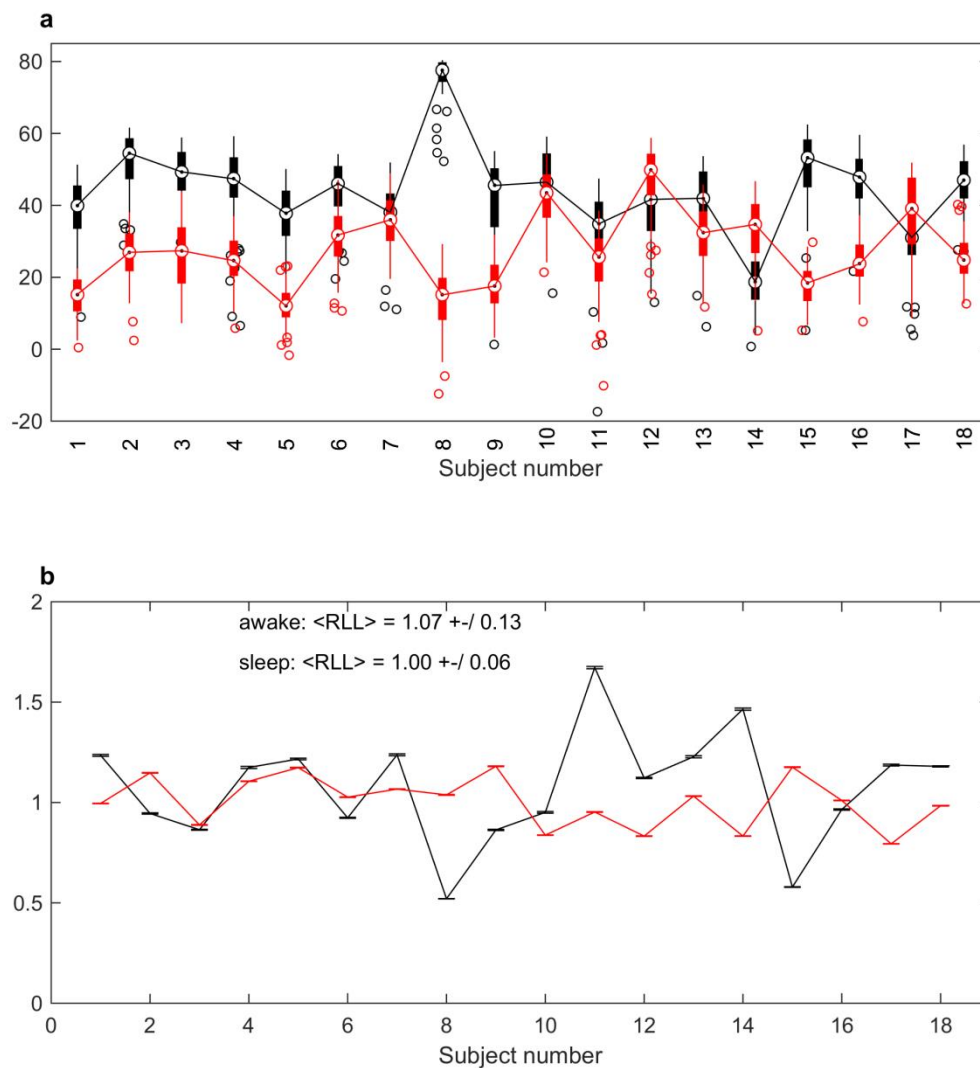 a
80
60
40
20
0
-20
1 2 3 4 5 6 7 8 9 10 11 12 13 14 15 16 17 18
Subject number
b
2
awake: <RLL> = 1.07 +-/ 0.13
sleep: <RLL> = 1.00 +-/ 0.06
1.5
1
0.5
0
0 2 4 6 8 10 12 14 16 18
Subject number